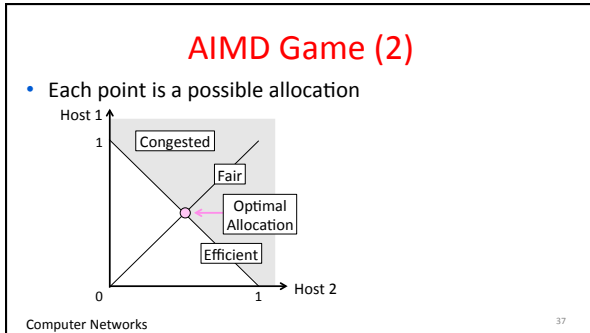 AIMD Game (2)
• Each point is a possible allocation
Host 1
1
Congested
Fair
Optimal
Allocation
Efficient
0
1
Host 2
Computer Networks
37